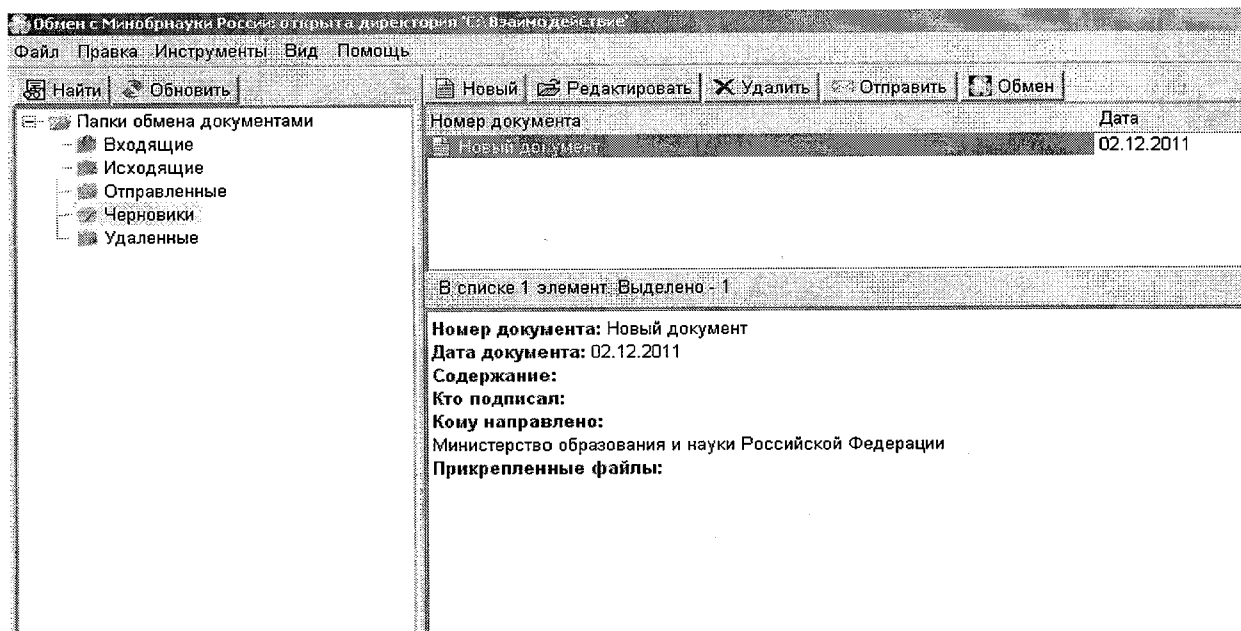 Обмен с Минобрнауки России: открыта директория 'C:\Взаимодействие'
Файл Правка Инструменты Вид Помощь
Найти Обновить
Новый Редактировать Удалить Отправить Обмен
Папки обмена документами
Входящие
Исходящие
Отправленные
Черновики
Удаленные
Номер документа Дата
Новый документ 02.12.2011
В списке 1 элемент. Выделено - 1
Номер документа: Новый документ
Дата документа: 02.12.2011
Содержание:
Кто подписал:
Кому направлено:
Министерство образования и науки Российской Федерации
Прикрепленные файлы: